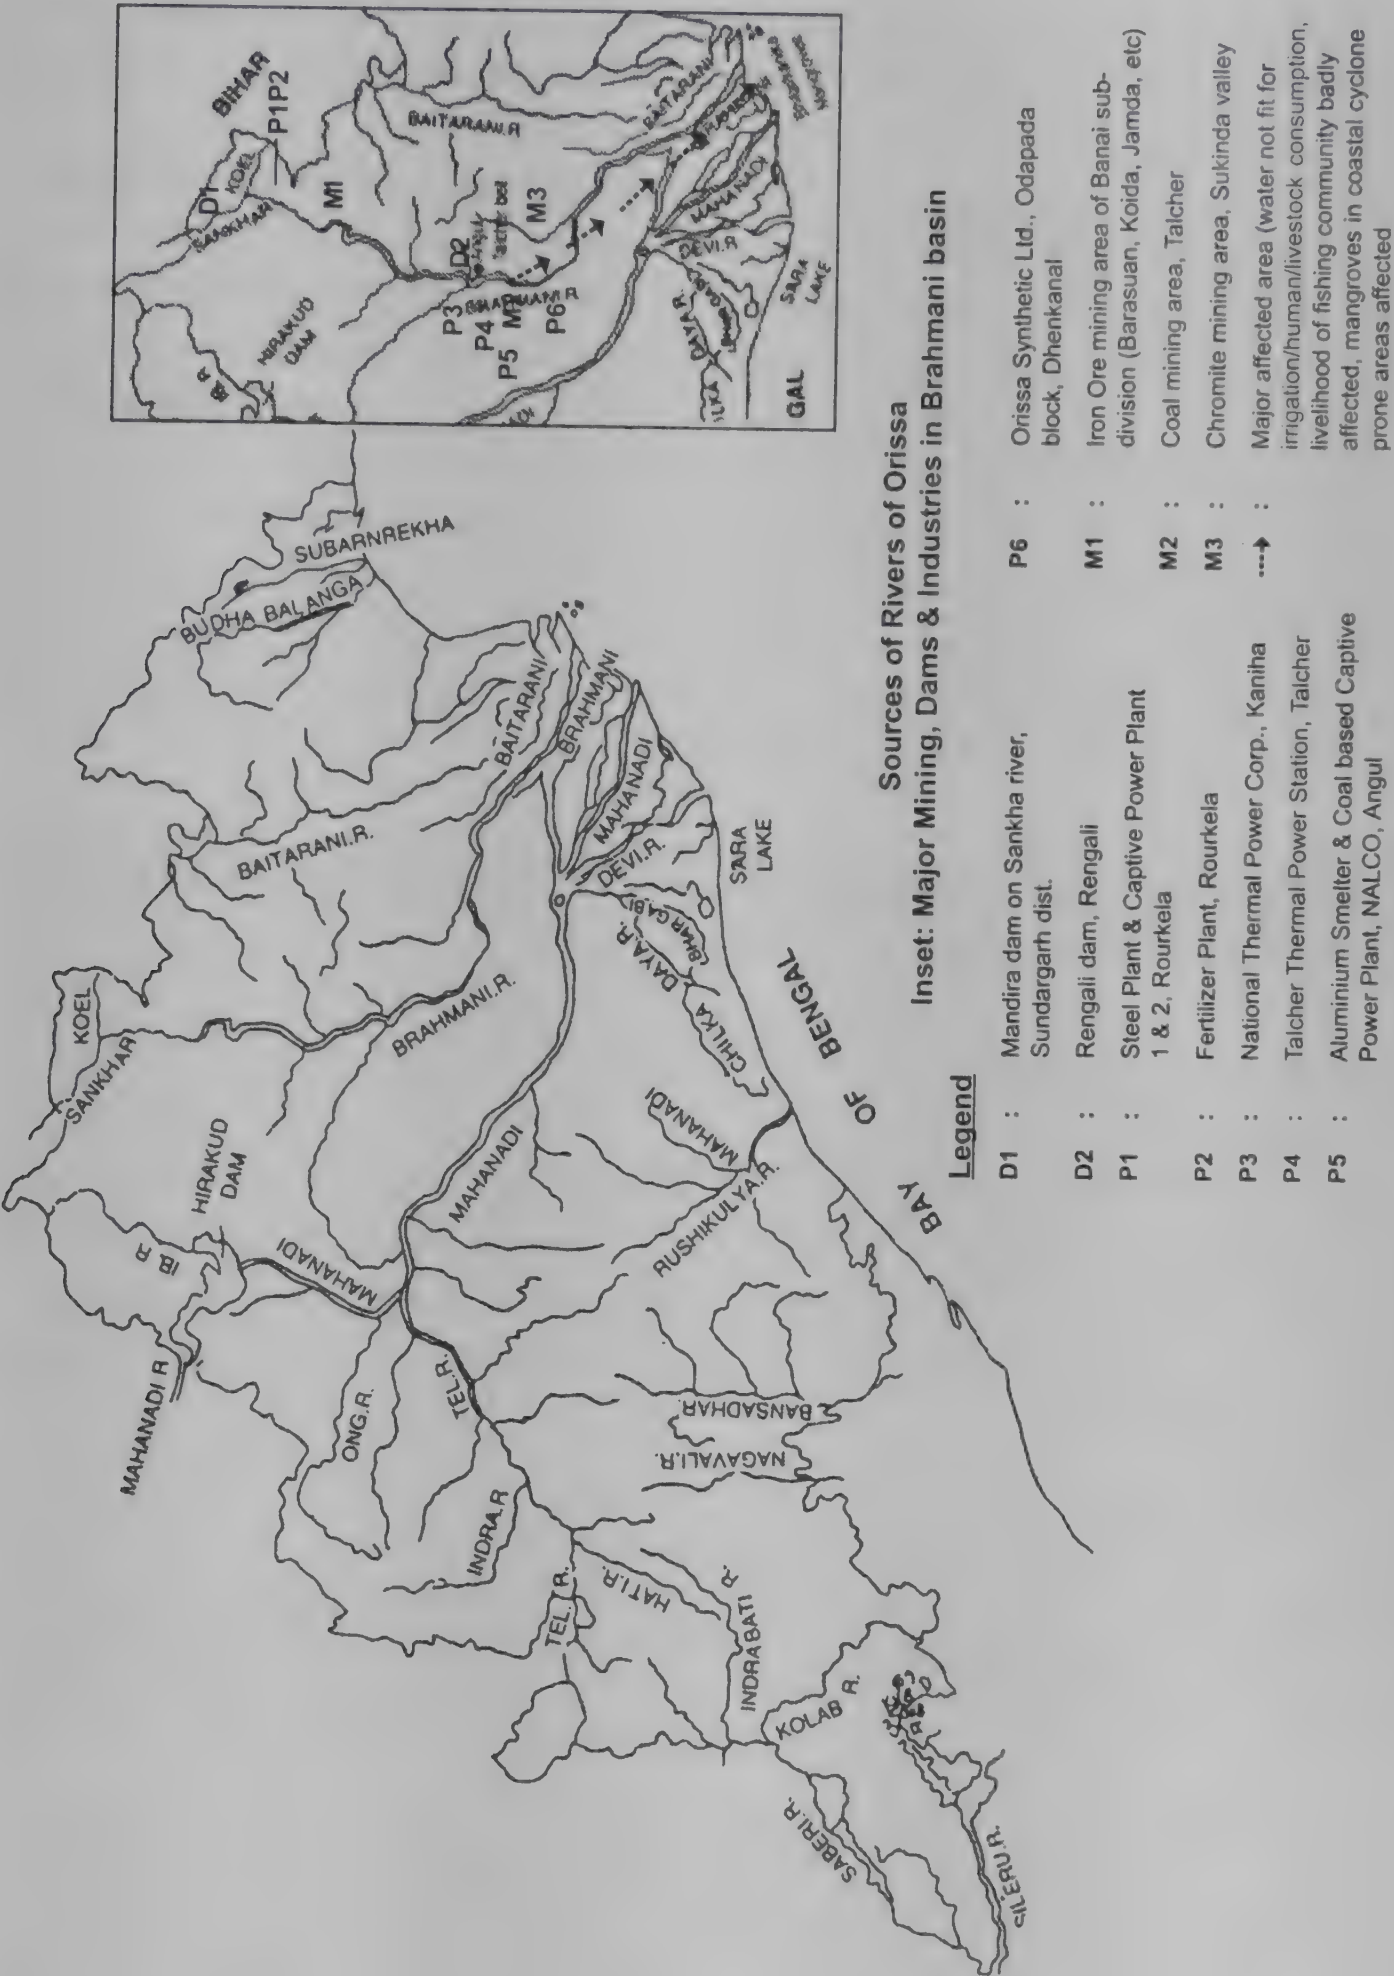 Sources of Rivers of Orissa
Inset: Major Mining, Dams & Industries in Brahmani basin
Legend
D1 : Mandira dam on Sankha river,
Sundargarh dist.
D2 : Rengali dam, Rengali
P1 : Steel Plant & Captive Power Plant
1 & 2, Rourkela
P2 : Fertilizer Plant, Rourkela
P3 : National Thermal Power Corp., Kaniha
P4 : Talcher Thermal Power Station, Talcher
P5 : Aluminium Smelter & Coal based Captive
Power Plant, NALCO, Angul
P6 : Orissa Synthetic Ltd., Odapada
block, Dhenkanal
M1 : Iron Ore mining area of Banai sub-
division (Barasuan, Koida, Jamda, etc)
M2 : Coal mining area, Talcher
M3 : Chromite mining area, Sukinda valley
: Major affected area (water not fit for
irrigation/human/livestock consumption,
livelihood of fishing community badly
affected, mangroves in coastal cyclone
prone areas affected
MAHANADI R
IB R
HIRAKUD
DAM
SANKHAR
KOEL
MAHANADI
ONG.R.
TEL.R.
INDRA.R
TEL. R.
HATI.R.
INDRABATI R.
KOLAB R.
SABERI.R.
SILERU.R.
NAGAVALI.R.
BANSADHAR.
RUSHIKULYA.R.
MAHANADI
MAHANADI
BRAHMANI.R.
BAITARANI.R.
BUDHA BALANGA
SUBARNREKHA
BAITARANI
BRAHMANI
MAHANADI
DEVI.R.
BHARGABI
DAYA.R.
CHILKA
SARA
LAKE
BAY OF BENGAL
BIHAR
P1P2
D1
KOEL
SANKHAR
M1
BAITARANI.R
HIRAKUD
DAM
D2
P3
P4
P5
P6
M3
BAITARANI
MAHANADI
DEVI.R
DAYA.R.
SARA
LAKE
ILKA
GAL